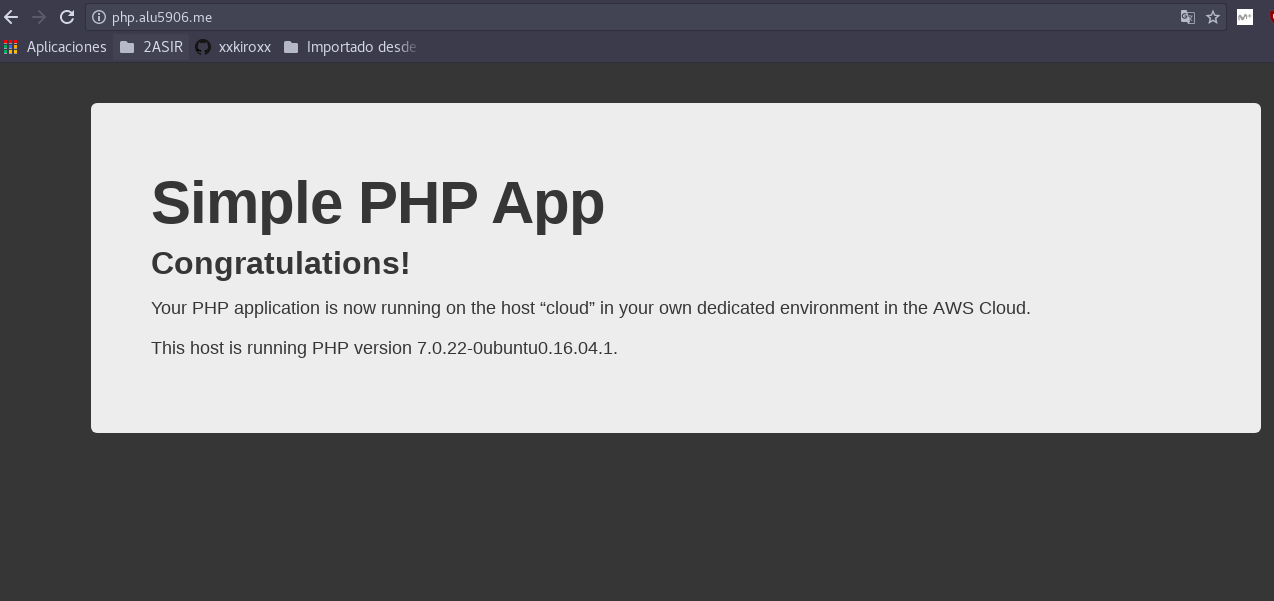 php.alu5906.me
Aplicaciones 2ASIR xxkiroxx Importado desde
Simple PHP App
Congratulations!
Your PHP application is now running on the host “cloud” in your own dedicated environment in the AWS Cloud.
This host is running PHP version 7.0.22-0ubuntu0.16.04.1.